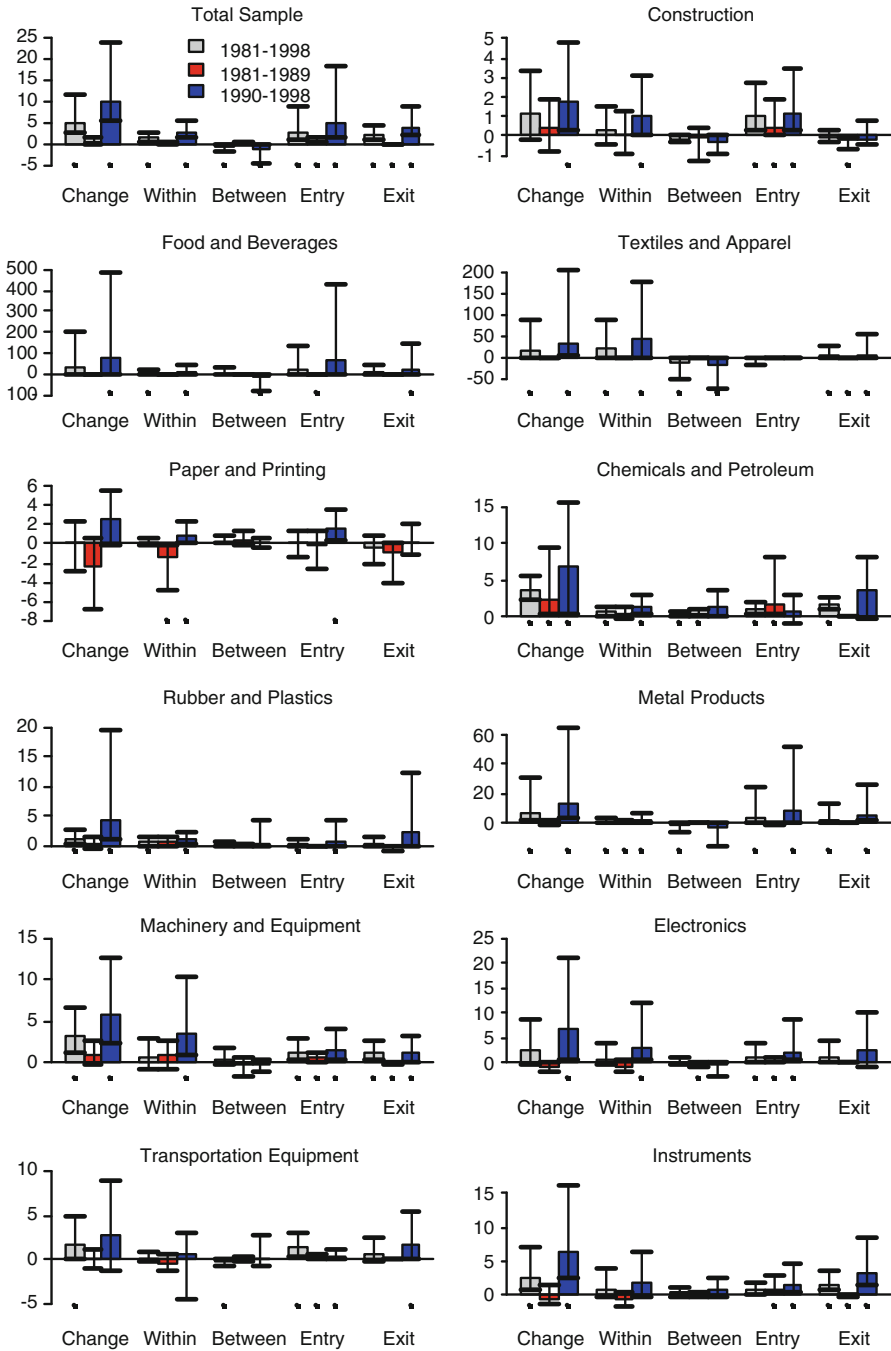 Total Sample
25
20
15
10
5
0
-5
1981-1998
1981-1989
1990-1998
Change Within Between Entry Exit
Construction
5
4
3
2
1
0
-1
Change Within Between Entry Exit
Food and Beverages
500
400
300
200
100
0
100
Change Within Between Entry Exit
Textiles and Apparel
200
150
100
50
0
-50
Change Within Between Entry Exit
Paper and Printing
6
4
2
0
-2
-4
-6
-8
Change Within Between Entry Exit
Chemicals and Petroleum
15
10
5
0
Change Within Between Entry Exit
Rubber and Plastics
20
15
10
5
0
Change Within Between Entry Exit
Metal Products
60
40
20
0
Change Within Between Entry Exit
Machinery and Equipment
15
10
5
0
Change Within Between Entry Exit
Electronics
25
20
15
10
5
0
Change Within Between Entry Exit
Transportation Equipment
10
5
0
-5
Change Within Between Entry Exit
Instruments
15
10
5
0
Change Within Between Entry Exit